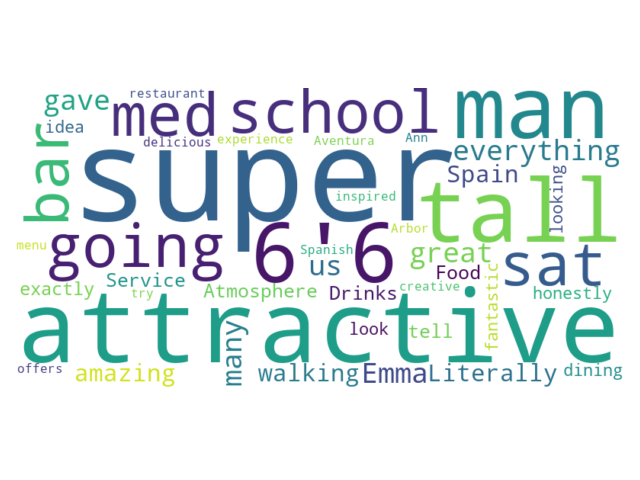 restaurant
gave
med
school
man
idea
delicious
experience
Aventura
Ann
everything
bar
super
Spain
looking
inspired
tall
going
6'6
Arbor
menu
Spanish
great
sat
us
Service
Food
exactly
try
Atmosphere
Drinks
creative
fantastic
honestly
attractive
look
tell
many
offers
amazing
walking
Emma
Literally
dining